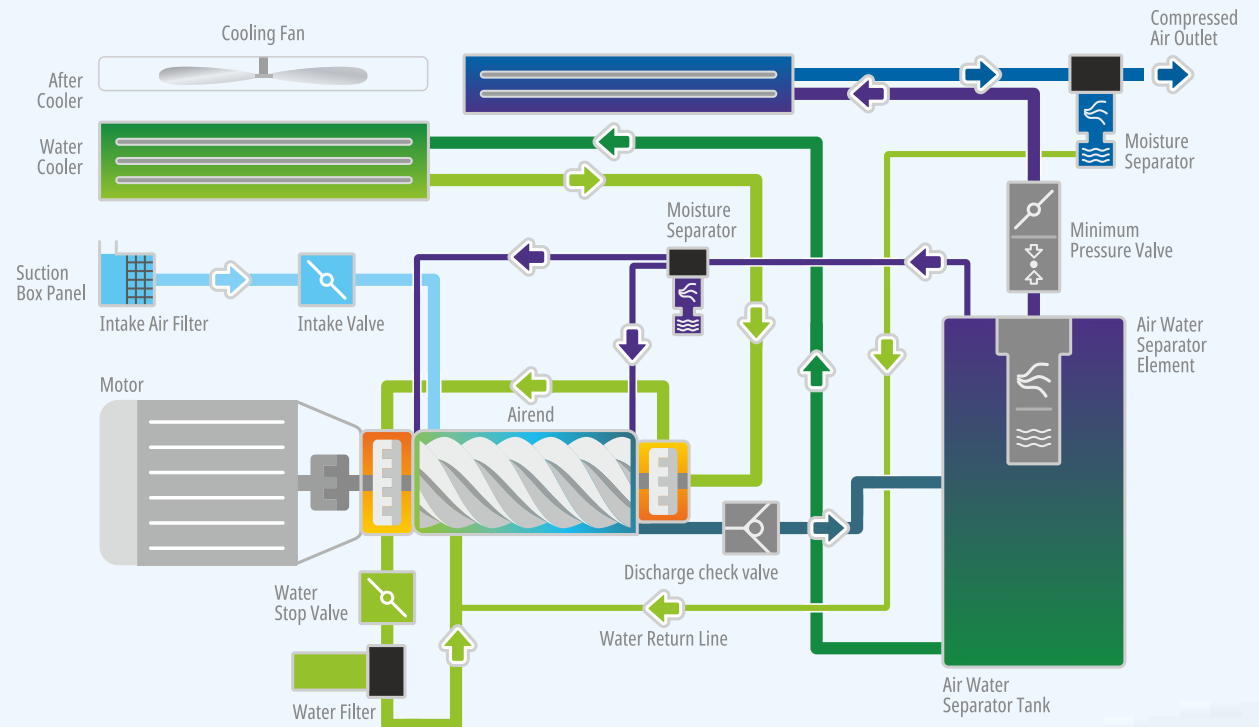 Cooling Fan
Compressed
Air Outlet
After
Cooler
Water
Cooler
Moisture
Separator
Moisture
Separator
Minimum
Pressure Valve
Suction
Box Panel
Intake Air Filter
Intake Valve
Air Water
Separator
Element
Motor
Airend
Discharge check valve
Water
Stop Valve
Water Return Line
Water Filter
Air Water
Separator Tank